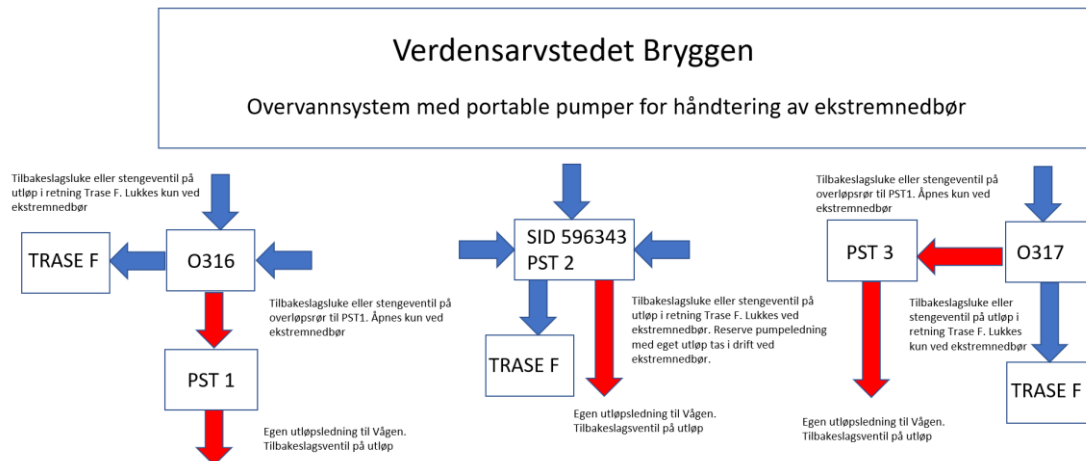 Verdensarvstedet Bryggen
Overvannsystem med portable pumper for håndtering av ekstremnedbør
Tilbakeslagsluke eller stengeventil på
utløp i retning Trase F. Lukkes kun ved
ekstremnedbør
TRASE F
O316
Tilbakeslagsluke eller stengeventil på
overløpsrør til PST1. Åpnes kun ved
ekstremnedbør
PST 1
Egen utløpsledning til Vågen.
Tilbakeslagsventil på utløp
SID 596343
PST 2
Tilbakeslagsluke eller stengeventil på
utløp i retning Trase F. Lukkes ved
ekstremnedbør. Reserve pumpeledning
med eget utløp tas i drift ved
ekstremnedbør.
TRASE F
Egen utløpsledning til Vågen.
Tilbakeslagsventil på utløp
Tilbakeslagsluke eller stengeventil på
overløpsrør til PST1. Åpnes kun ved
ekstremnedbør
PST 3
O317
Tilbakeslagsluke eller
stengeventil på utløp i
retning Trase F. Lukkes
kun ved ekstremnedbør
TRASE F
Egen utløpsledning til Vågen.
Tilbakeslagsventil på utløp